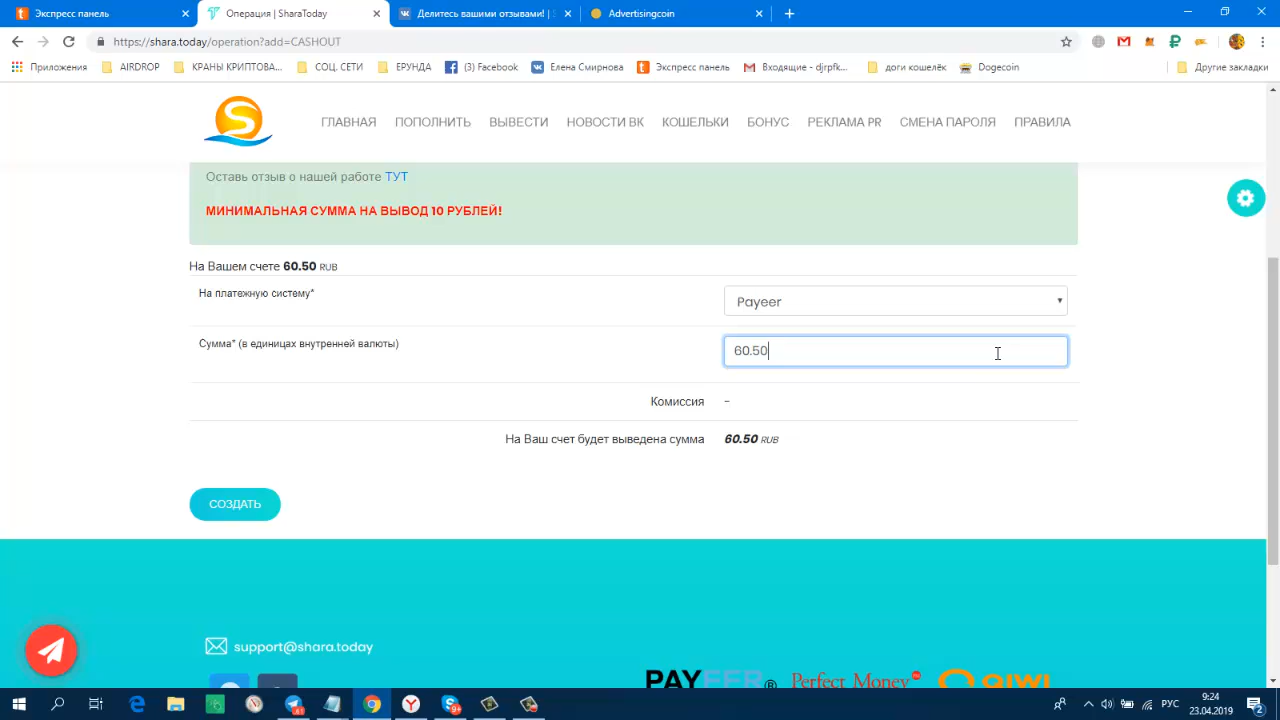 Экспресс панель
Операция | SharaToday
Делитесь вашими отзывами! | S
Advertisingcoin
https://shara.today/operation?add=CASHOUT
Приложения
AIRDROP
КРАНЫ КРИПТОВА...
СОЦ. СЕТИ
ЕРУНДА
(3) Facebook
Елена Смирнова
Экспресс панель
Входящие - djrpfk...
доги кошелёк
Dogecoin
Другие закладки
S
ГЛАВНАЯ
ПОПОЛНИТЬ
ВЫВЕСТИ
НОВОСТИ ВК
КОШЕЛЬКИ
БОНУС
РЕКЛАМА PR
СМЕНА ПАРОЛЯ
ПРАВИЛА
Оставь отзыв о нашей работе ТУТ
МИНИМАЛЬНАЯ СУММА НА ВЫВОД 10 РУБЛЕЙ!
На Вашем счете 60.50 RUB
На платежную систему*
Payeer
Сумма* (в единицах внутренней валюты)
60.50
Комиссия –
На Ваш счет будет выведена сумма 60.50 RUB
СОЗДАТЬ
support@shara.today
PAYEER®
Perfect Money
QIWI
9:24
РУС
23.04.2019